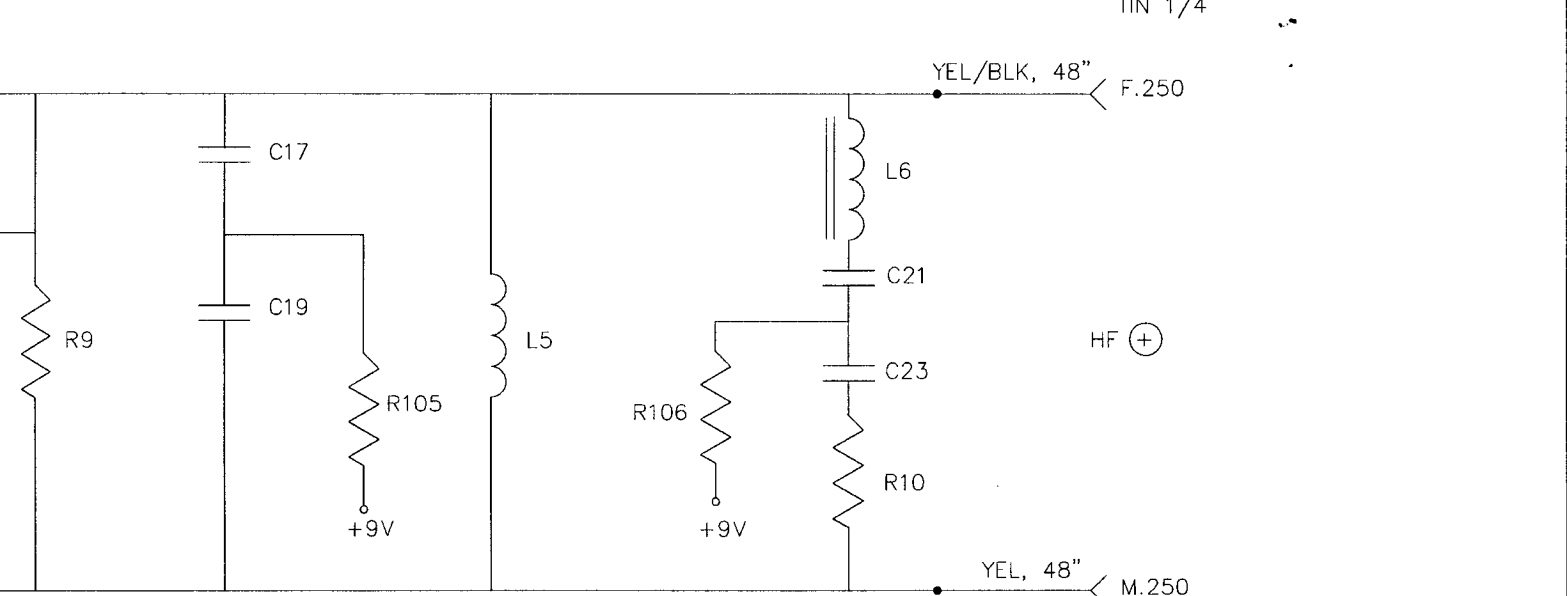 YEL/BLK, 48"
F.250
C17
L6
C21
C19
R9
L5
HF +
C23
R105
R106
R10
+9V
+9V
YEL, 48"
M.250